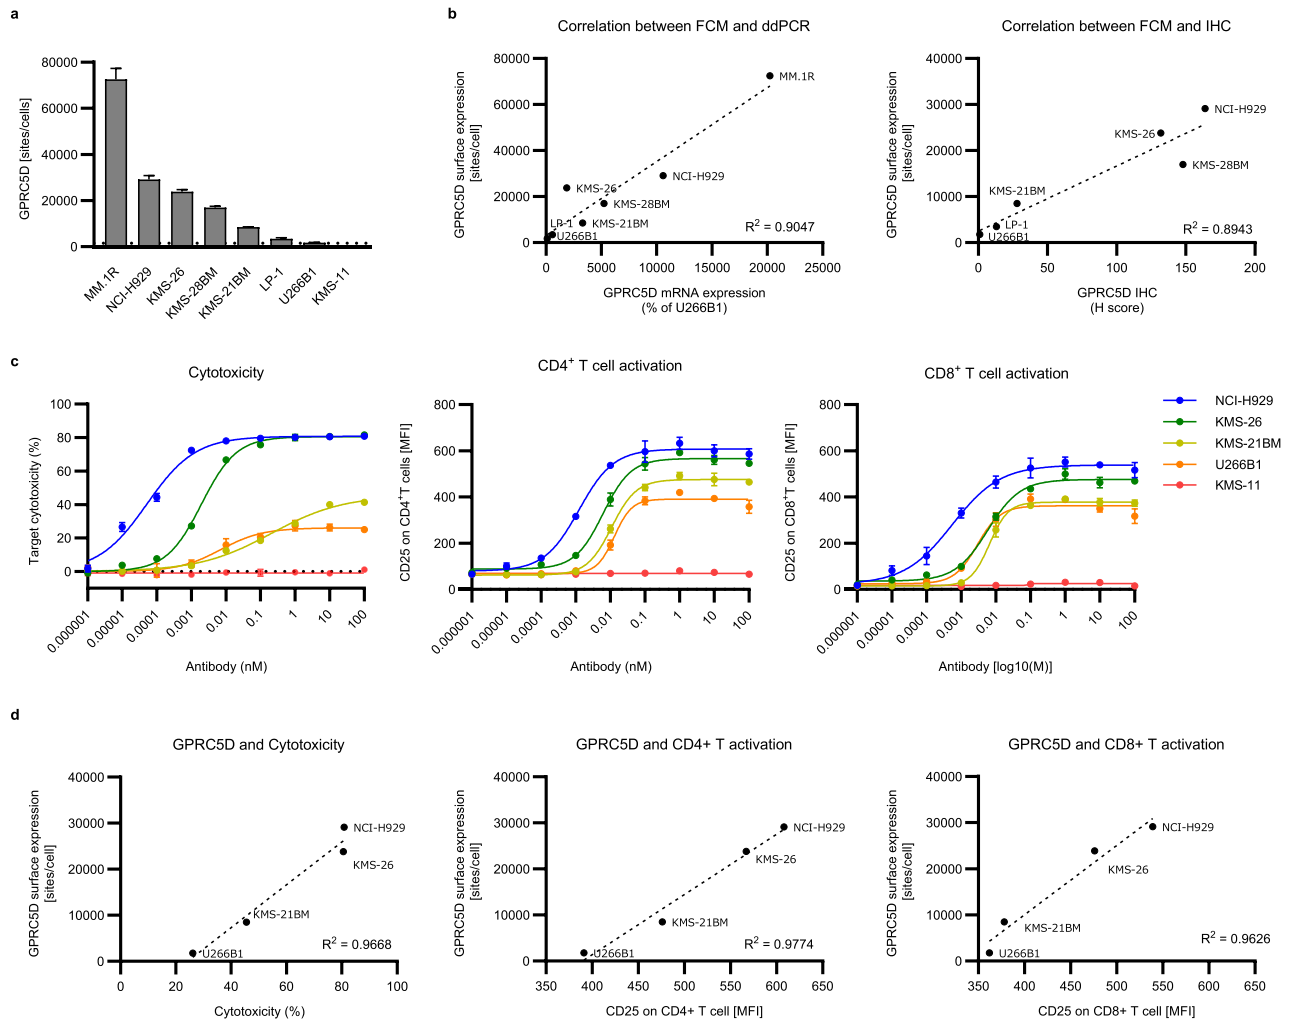 a
GPRC5D [sites/cells]
80000
60000
40000
20000
0
MM.1R
NCI-H929
KMS-26
KMS-28BM
KMS-21BM
LP-1
U266B1
KMS-11
b
Correlation between FCM and ddPCR
GPRC5D surface expression
[sites/cell]
80000
60000
40000
20000
0
MM.1R
NCI-H929
KMS-26
KMS-28BM
KMS-21BM
LP-1
U266B1
R² = 0.9047
0 5000 10000 15000 20000 25000
GPRC5D mRNA expression
(% of U266B1)
Correlation between FCM and IHC
GPRC5D surface expression
[sites/cell]
40000
30000
20000
10000
0
NCI-H929
KMS-26
KMS-28BM
KMS-21BM
LP-1
U266B1
R² = 0.8943
0 50 100 150 200
GPRC5D IHC
(H score)
c
Cytotoxicity
Target cytotoxicity (%)
100
80
60
40
20
0
0.000001 0.00001 0.0001 0.001 0.01 0.1 1 10 100
Antibody (nM)
CD4⁺ T cell activation
CD25 on CD4⁺T cells [MFI]
800
600
400
200
0
0.000001 0.00001 0.0001 0.001 0.01 0.1 1 10 100
Antibody (nM)
CD8⁺ T cell activation
CD25 on CD8⁺T cells [MFI]
800
600
400
200
0
0.000001 0.00001 0.0001 0.001 0.01 0.1 1 10 100
Antibody [log10(M)]
NCI-H929
KMS-26
KMS-21BM
U266B1
KMS-11
d
GPRC5D and Cytotoxicity
GPRC5D surface expression
[sites/cell]
40000
30000
20000
10000
0
NCI-H929
KMS-26
KMS-21BM
U266B1
R² = 0.9668
0 20 40 60 80 100
Cytotoxicity (%)
GPRC5D and CD4+ T activation
GPRC5D surface expression
[sites/cell]
40000
30000
20000
10000
0
NCI-H929
KMS-26
KMS-21BM
U266B1
R² = 0.9774
350 400 450 500 550 600 650
CD25 on CD4+ T cell [MFI]
GPRC5D and CD8+ T activation
GPRC5D surface expression
[sites/cell]
40000
30000
20000
10000
0
NCI-H929
KMS-26
KMS-21BM
U266B1
R² = 0.9626
350 400 450 500 550 600 650
CD25 on CD8+ T cell [MFI]